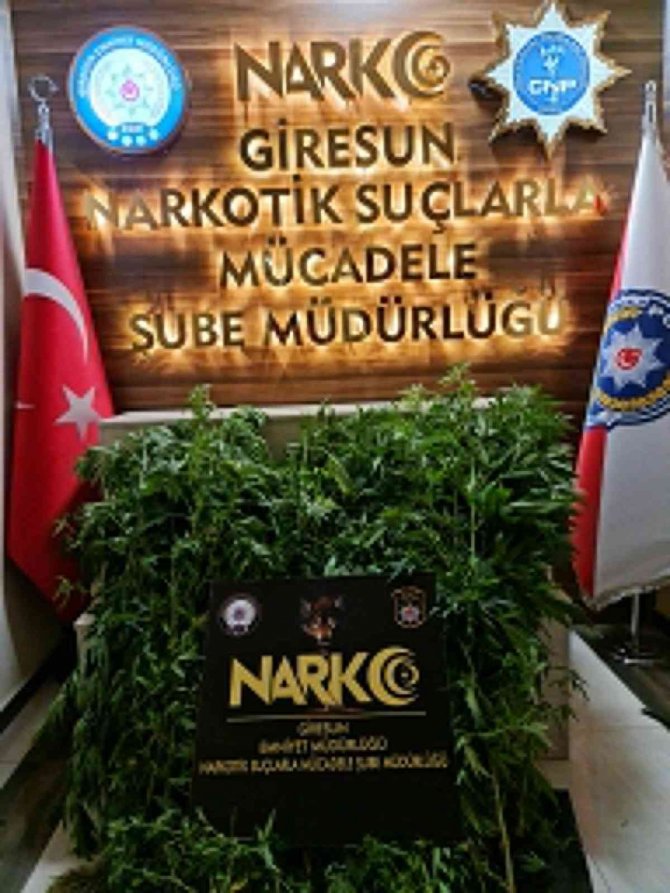 NARKO
GİRESUN
NARKOTİK SUÇLARLA
MÜCADELE
ŞUBE MÜDÜRLÜĞÜ
NARKO
GİRESUN
EMNİYET MÜDÜRLÜĞÜ
NARKOTİK SUÇLARLA MÜCADELE ŞUBE MÜDÜRLÜĞÜ